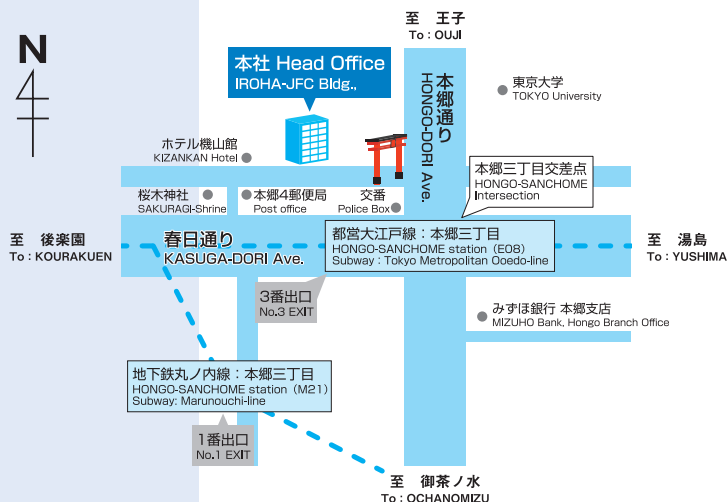 至 王子
To : OUJI
N
本社 Head Office
IROHA-JFC Bldg.,
本郷通り
HONGO-DORI Ave.
東京大学
TOKYO University
ホテル機山館
KIZANKAN Hotel
本郷三丁目交差点
HONGO-SANCHOME
Intersection
桜木神社
SAKURAGI-Shrine
本郷4郵便局
Post office
交番
Police Box
至 後楽園
To : KOURAKUEN
春日通り
KASUGA-DORI Ave.
都営大江戸線：本郷三丁目
HONGO-SANCHOME station（E08）
Subway : Tokyo Metropolitan Ooedo-line
至 湯島
To : YUSHIMA
3番出口
No.3 EXIT
みずほ銀行 本郷支店
MIZUHO Bank, Hongo Branch Office
地下鉄丸ノ内線：本郷三丁目
HONGO-SANCHOME station（M21）
Subway: Marunouchi-line
1番出口
No.1 EXIT
至 御茶ノ水
To : OCHANOMIZU